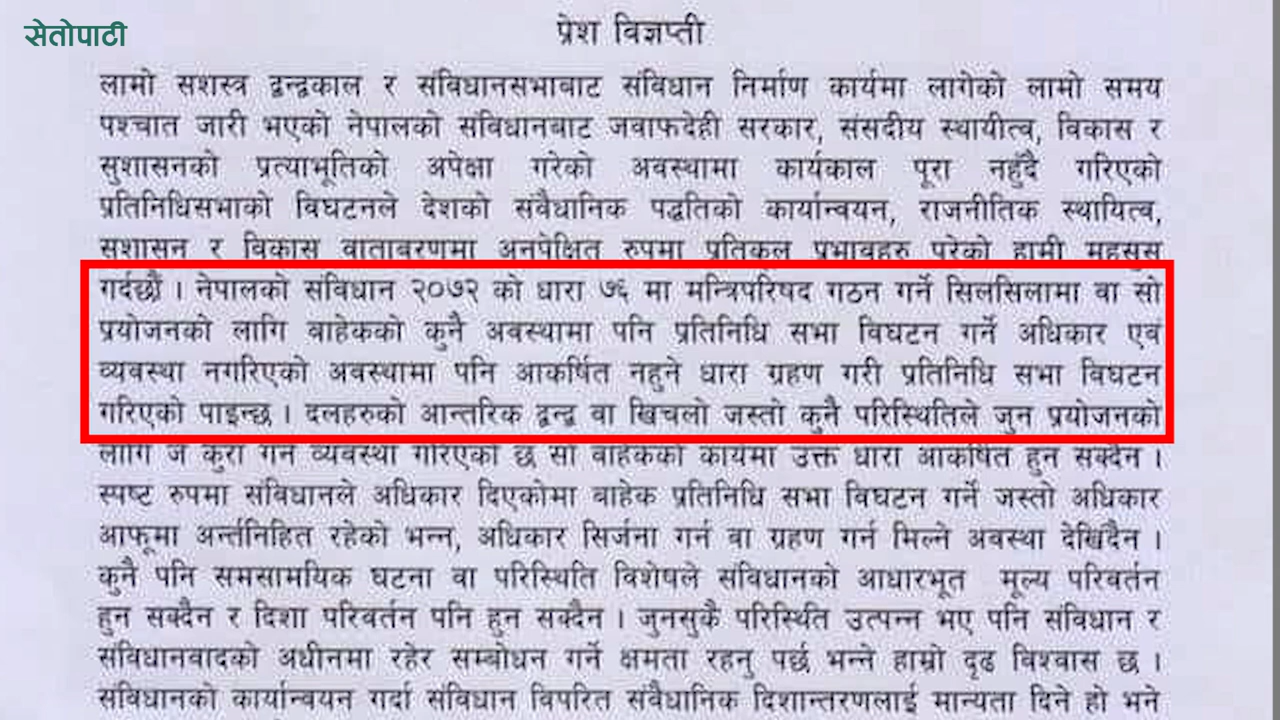 सेतोपाटी
प्रेश विज्ञप्ती
लामो सशस्त्र द्वन्द्वकाल र संविधानसभाबाट संविधान निर्माण कार्यमा लागेको लामो समय
पश्चात जारी भएको नेपालको संविधानबाट जवाफदेही सरकार, संसदीय स्थायीत्व, विकास र
सुशासनको प्रत्याभूतिको अपेक्षा गरेको अवस्थामा कार्यकाल पूरा नहुँदै गरिएको
प्रतिनिधिसभाको विघटनले देशको संवैधानिक पद्धतिको कार्यान्वयन, राजनीतिक स्थायित्व,
सुशासन र विकास वातावरणमा अनपेक्षित रुपमा प्रतिकूल प्रभावहरु परेको हामी महसुस
गर्दछौं । नेपालको संविधान २०७२ को धारा ७६ मा मन्त्रिपरिषद गठन गर्ने सिलसिलामा वा सो
प्रयोजनको लागि बाहेकको कुनै अवस्थामा पनि प्रतिनिधि सभा विघटन गर्ने अधिकार एवं
व्यवस्था नगरिएको अवस्थामा पनि आकर्षित नहुने धारा ग्रहण गरी प्रतिनिधि सभा विघटन
गरिएको पाइन्छ । दलहरुको आन्तरिक द्वन्द्व वा खिचलो जस्तो कुनै परिस्थितिले जुन प्रयोजनको
लागि जे कुरा गर्ने व्यवस्था गरिएको छ सो बाहेकको कार्यमा उक्त धारा आकर्षित हुन सक्दैन ।
स्पष्ट रुपमा संविधानले अधिकार दिएकोमा बाहेक प्रतिनिधि सभा विघटन गर्ने जस्तो अधिकार
आफूमा अर्न्तनिहित रहेको भन्न, अधिकार सिर्जना गर्न वा ग्रहण गर्न मिल्ने अवस्था देखिदैन ।
कुनै पनि समसामयिक घटना वा परिस्थिति विशेषले संविधानको आधारभूत मूल्य परिवर्तन
हुन सक्दैन र दिशा परिवर्तन पनि हुन सक्दैन । जुनसुकै परिस्थिति उत्पन्न भए पनि संविधान र
संविधानवादको अधीनमा रहेर सम्बोधन गर्ने क्षमता रहनु पर्छ भन्ने हाम्रो दृढ विश्वास छ ।
संविधानको कार्यान्वयन गर्दा संविधान विपरित संवैधानिक दिशान्तरणलाई मान्यता दिने हो भने